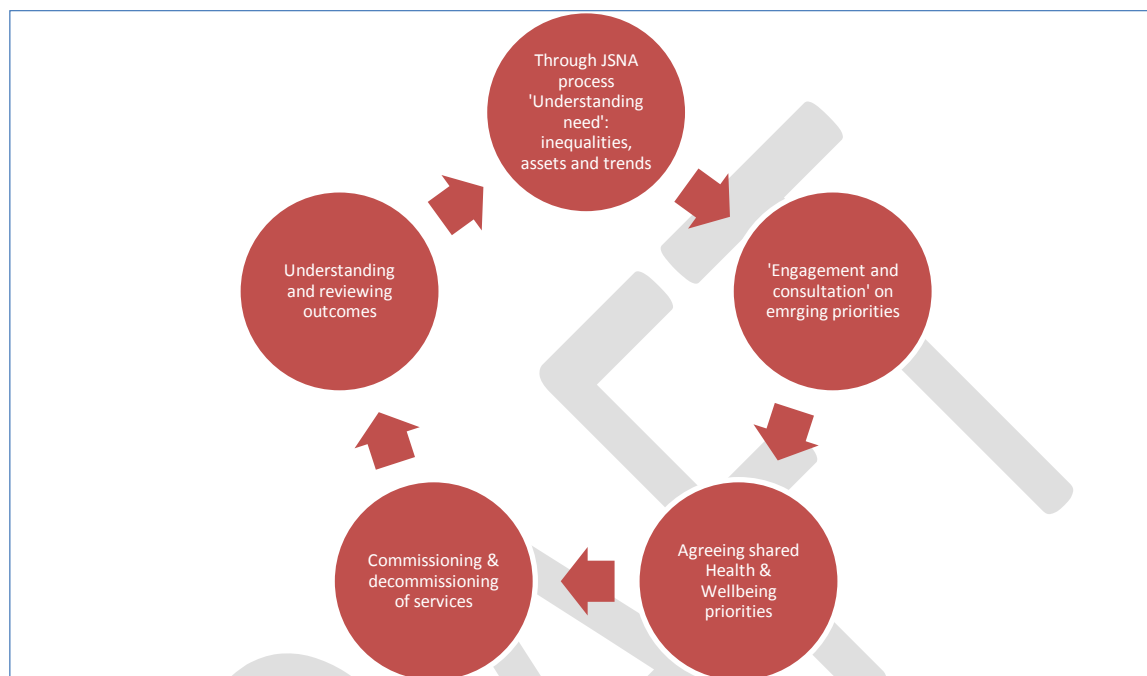 Through JSNA
process
'Understanding
need':
inequalities,
assets and trends
'Engagement and
consultation' on
emrging priorities
Agreeing shared
Health &
Wellbeing
priorities
Commissioning &
decommissioning
of services
Understanding
and reviewing
outcomes